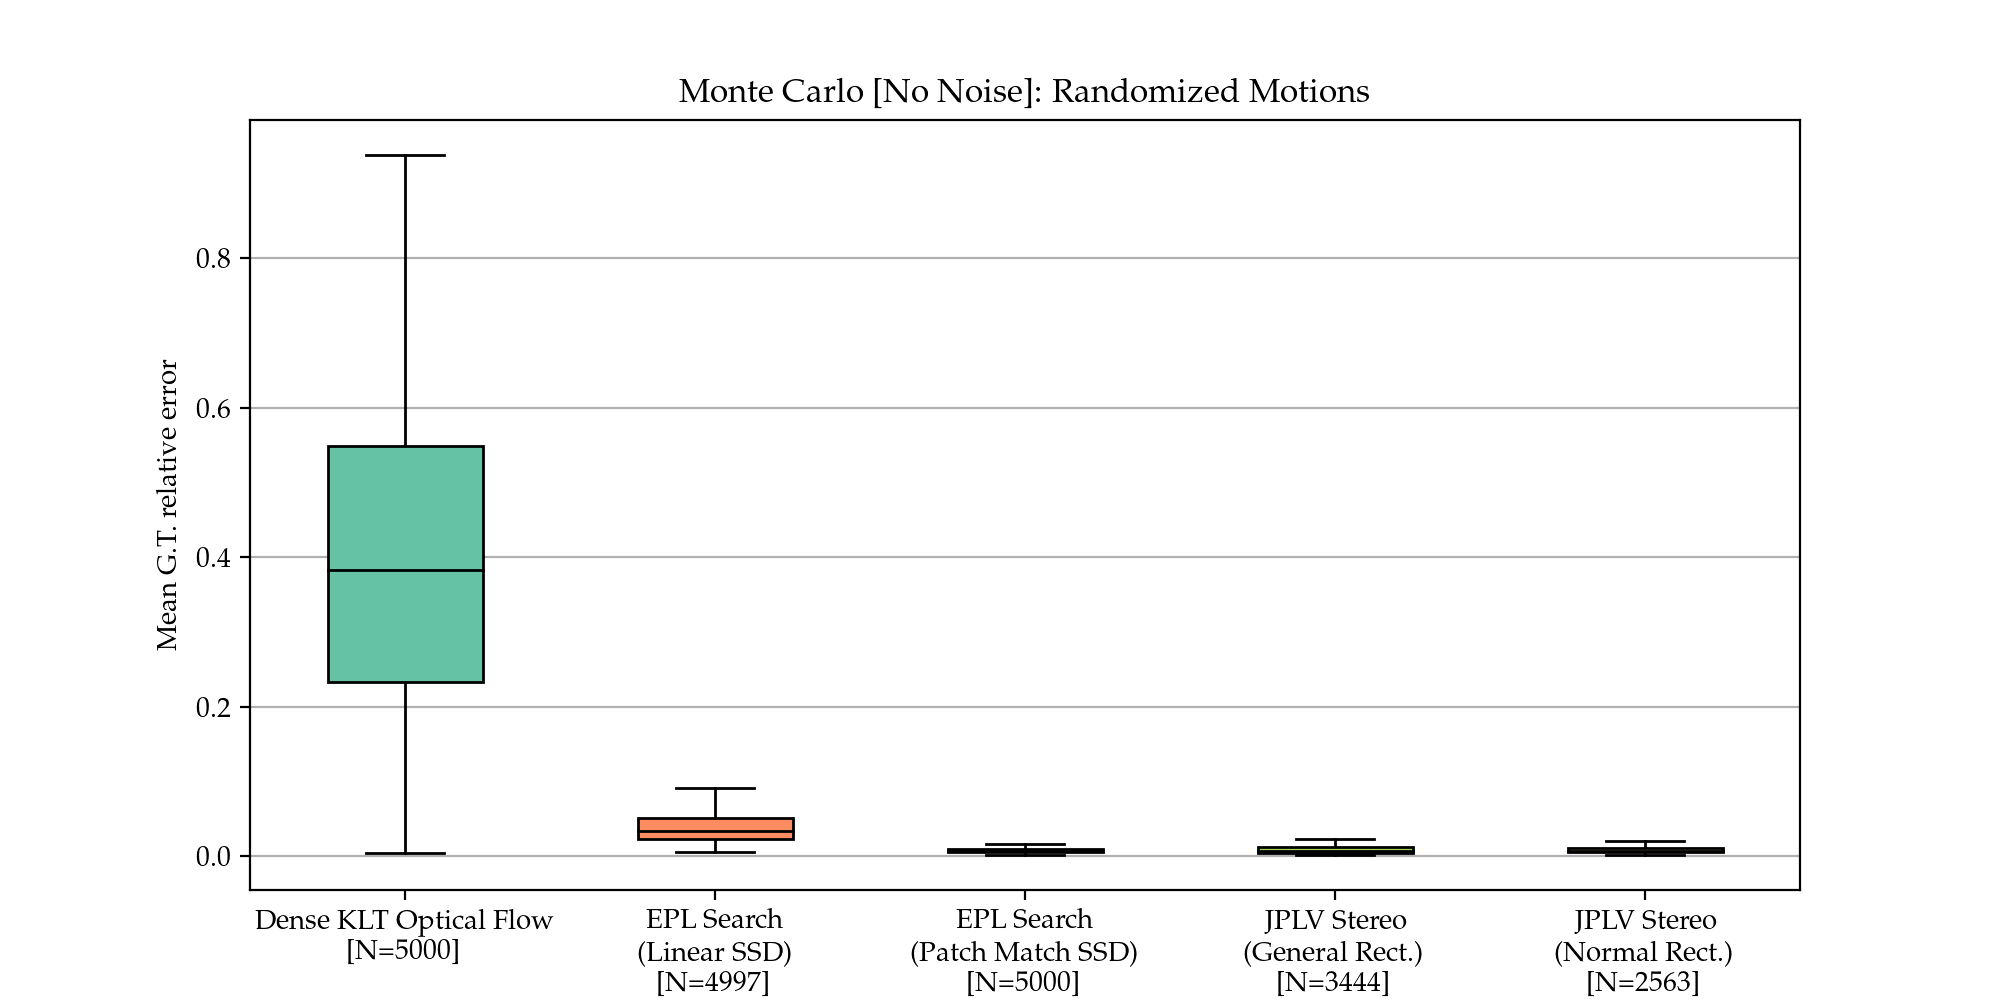 Monte Carlo [No Noise]: Randomized Motions
Mean G.T. relative error
0.8
0.6
0.4
0.2
0.0
Dense KLT Optical Flow
[N=5000]
EPL Search
(Linear SSD)
[N=4997]
EPL Search
(Patch Match SSD)
[N=5000]
JPLV Stereo
(General Rect.)
[N=3444]
JPLV Stereo
(Normal Rect.)
[N=2563]